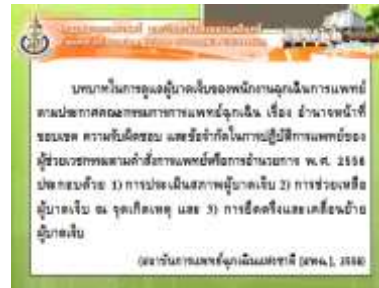 บทบาทในการดูแลผู้บาดเจ็บของพนักงานฉุกเฉินการแพทย์
ตามประกาศคณะกรรมการการแพทย์ฉุกเฉิน เรื่อง อำนาจหน้าที่
ขอบเขต ความรับผิดชอบ และข้อจำกัดในการปฏิบัติการแพทย์ของ
ผู้ช่วยเวชกรรมตามคำสั่งการแพทย์หรือการอำนวยการ พ.ศ. 2556
ประกอบด้วย 1) การประเมินสภาพผู้บาดเจ็บ 2) การช่วยเหลือ
ผู้บาดเจ็บ ณ จุดเกิดเหตุ และ 3) การยึดตรึงและเคลื่อนย้าย
ผู้บาดเจ็บ
(สถาบันการแพทย์ฉุกเฉินแห่งชาติ [สพฉ.], 2556)